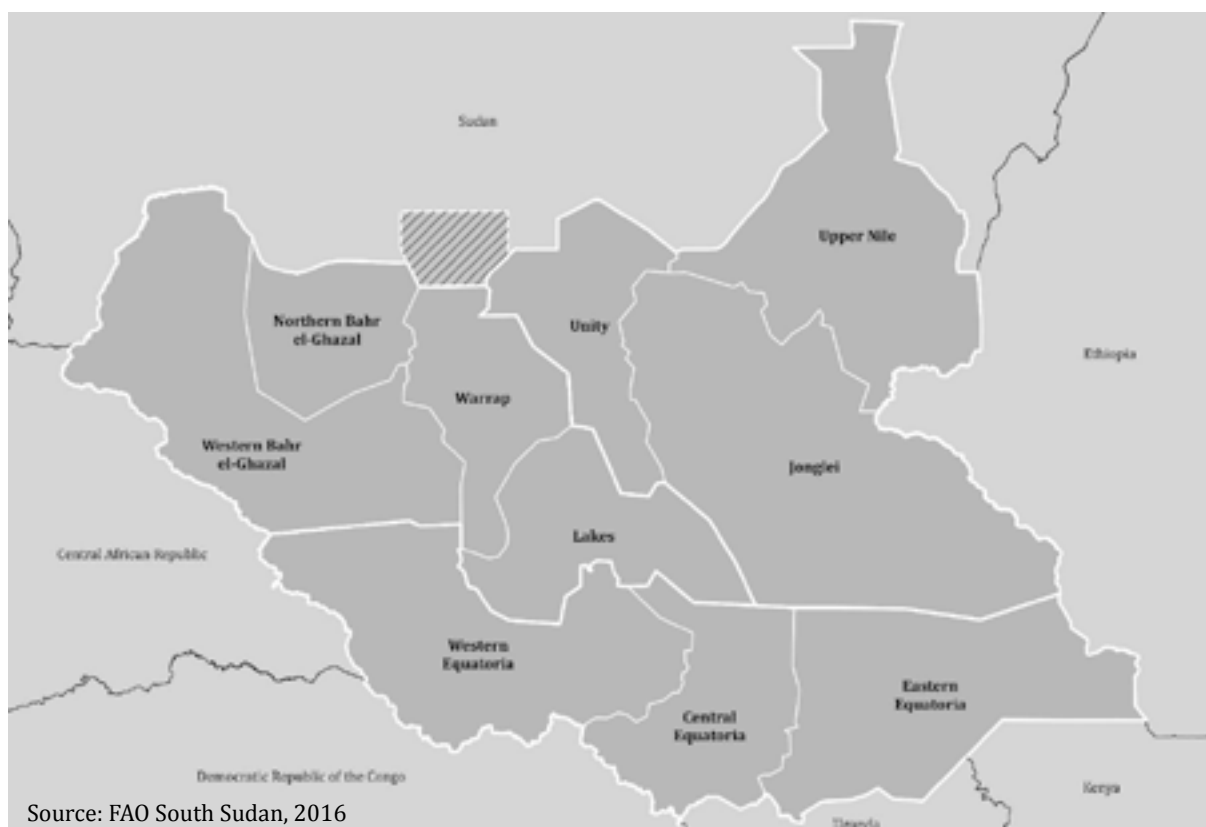 Sudan
Upper Nile
Northern Bahr
el-Ghazal
Unity
Ethiopia
Warrap
Western Bahr
el-Ghazal
Jonglei
Lakes
Central African Republic
Western
Equatoria
Eastern
Equatoria
Central
Equatoria
Democratic Republic of the Congo
Kenya
Source: FAO South Sudan, 2016
Uganda